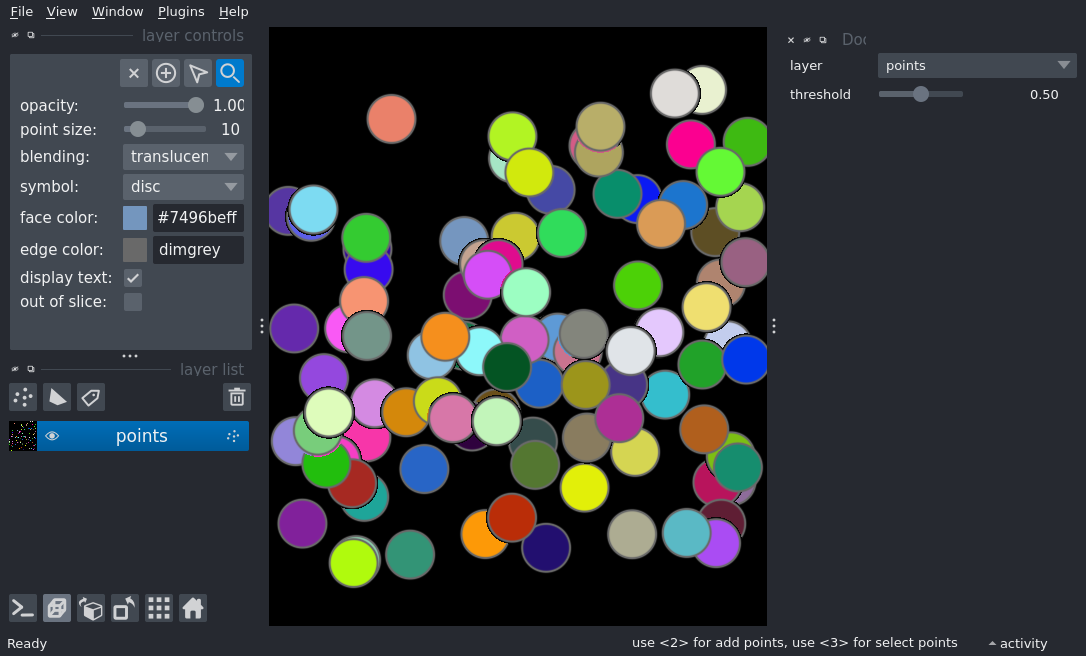 File View Window Plugins Help
layer controls
opacity: 1.00
point size: 10
blending: translucen
symbol: disc
face color: #7496beff
edge color: dimgrey
display text:
out of slice:
layer list
points
Doc
layer points
threshold 0.50
Ready
use <2> for add points, use <3> for select points
activity